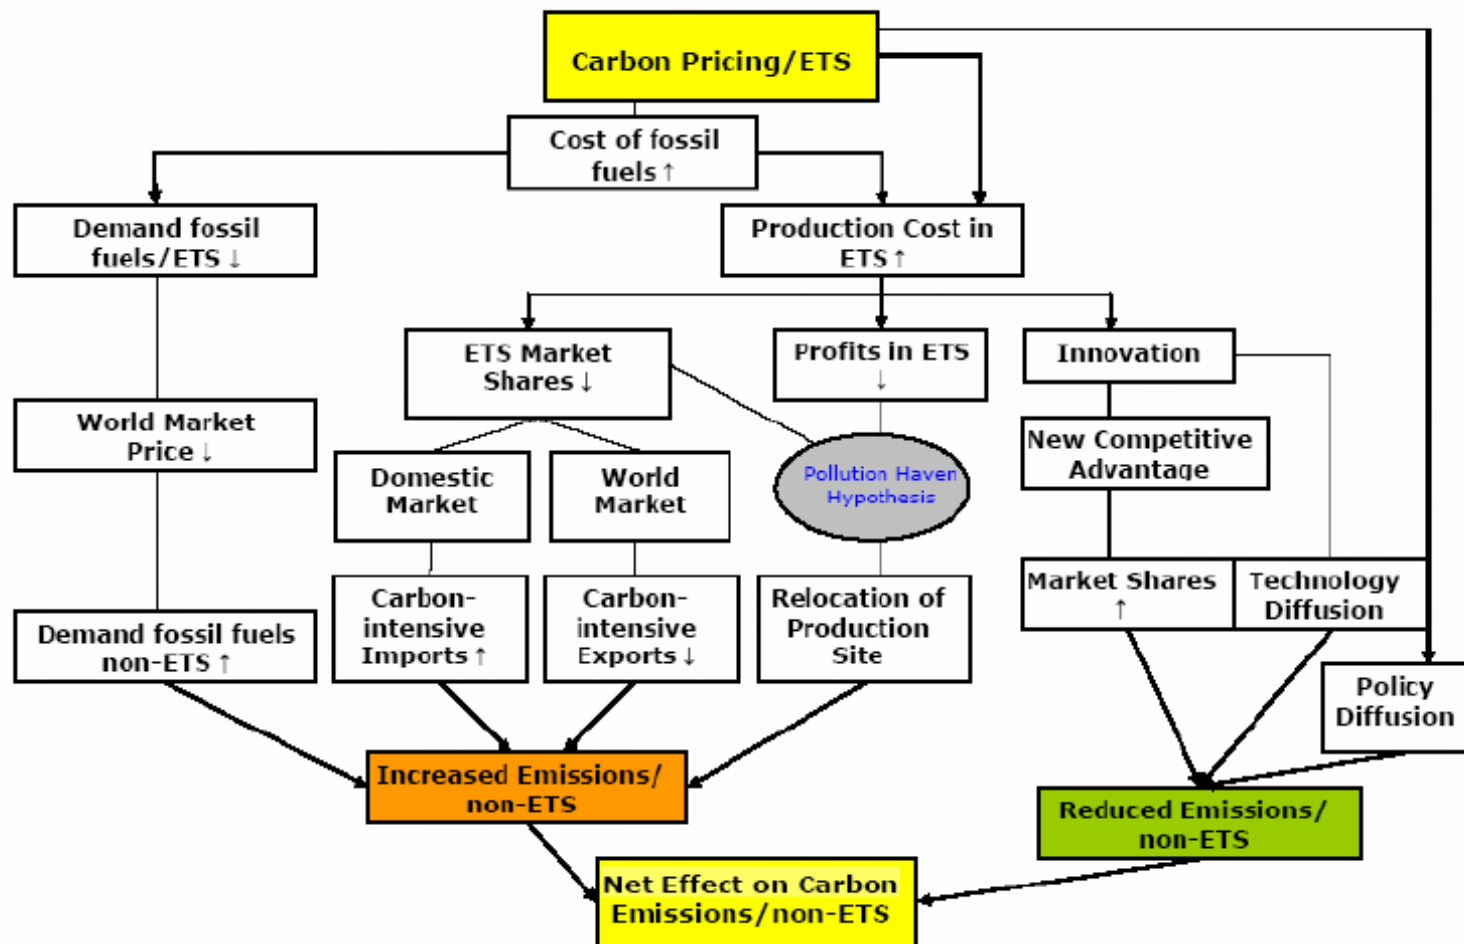 Carbon Pricing/ETS
Cost of fossil
fuels ↑
Demand fossil
fuels/ETS ↓
Production Cost in
ETS ↑
ETS Market
Shares ↓
Profits in ETS
↓
Innovation
World Market
Price ↓
Domestic
Market
World
Market
Pollution Haven
Hypothesis
New Competitive
Advantage
Demand fossil fuels
non-ETS ↑
Carbon-
intensive
Imports ↑
Carbon-
intensive
Exports ↓
Relocation of
Production
Site
Market Shares
↑
Technology
Diffusion
Policy
Diffusion
Increased Emissions/
non-ETS
Reduced Emissions/
non-ETS
Net Effect on Carbon
Emissions/non-ETS